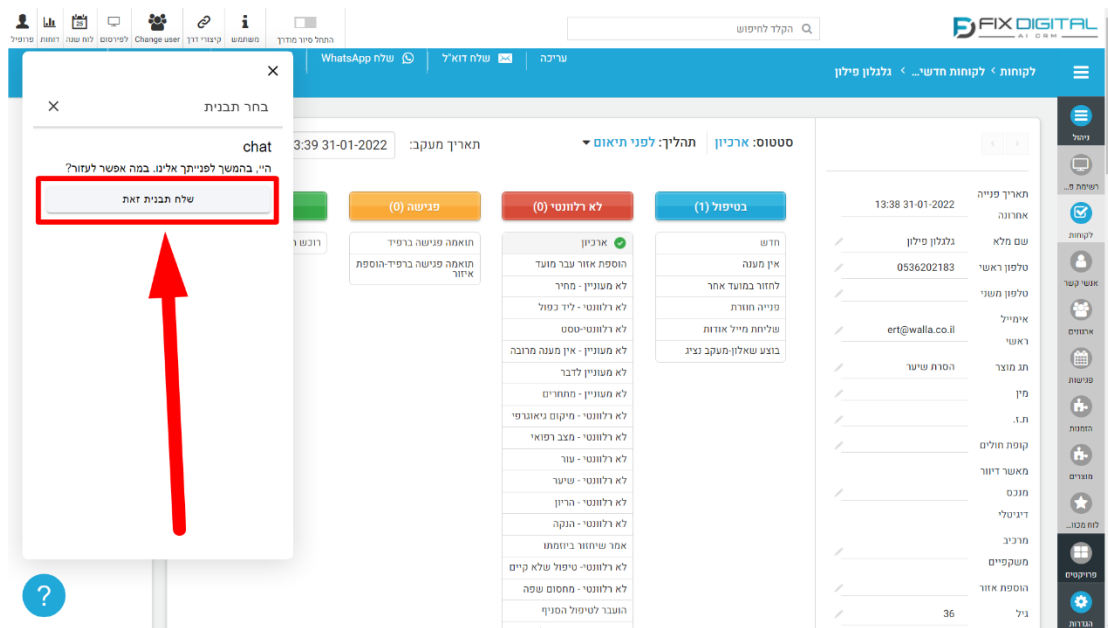 FIX DIGITAL
AI CRM
הקלד לחיפוש
התחל סיור מודרך
משתמש
קיצורי דרך
Change user
לפירסום
לוח שנה
25
דוחות
פרופיל
לקוחות > לקוחות חדשי... > גלגלון פילון
עריכה
שלח דוא"ל
שלח WhatsApp
בחר תבנית
chat
היי, בהמשך לפנייתך אלינו. במה אפשר לעזור?
שלח תבנית זאת
?
סטטוס: ארכיון
תהליך: לפני תיאום
תאריך מעקב:
3:39 31-01-2022
בטיפול (1)
חדש
אין מענה
לחזור במועד אחר
פנייה חוזרת
שליחת מייל אודות
בוצע שאלון-מעקב נציג
לא רלוונטי (0)
ארכיון
הוספת אזור עבר מועד
לא מעוניין - מחיר
לא רלוונטי - ליד כפול
לא רלוונטי-טסט
לא מעוניין - אין מענה מרובה
לא מעוניין לדבר
לא מעוניין - מתחרים
לא רלוונטי - מיקום גיאוגרפי
לא רלוונטי - מצב רפואי
לא רלוונטי - עור
לא רלוונטי - שיער
לא רלוונטי - הריון
לא רלוונטי - הנקה
אמר שיחזור ביוזמתו
לא רלוונטי- טיפול שלא קיים
לא רלוונטי - מחסום שפה
הועבר לטיפול הסניף
פגישה (0)
תואמה פגישה ברפיד
תואמה פגישה ברפיד-הוספת
איזור
רוכש
תאריך פנייה
אחרונה
13:38 31-01-2022
שם מלא
גלגלון פילון
טלפון ראשי
0536202183
טלפון משני
אימייל
ראשי
ert@walla.co.il
תג מוצר
הסרת שיער
מין
ת.ז.
קופת חולים
מאשר דיוור
מנכס
דיגיטלי
מרכיב
משקפיים
הוספת אזור
גיל
36
ניהול
רשימת פ...
לקוחות
אנשי קשר
ארגונים
פגישות
הזמנות
מוצרים
לוח מכוו...
פרויקטים
הגדרות